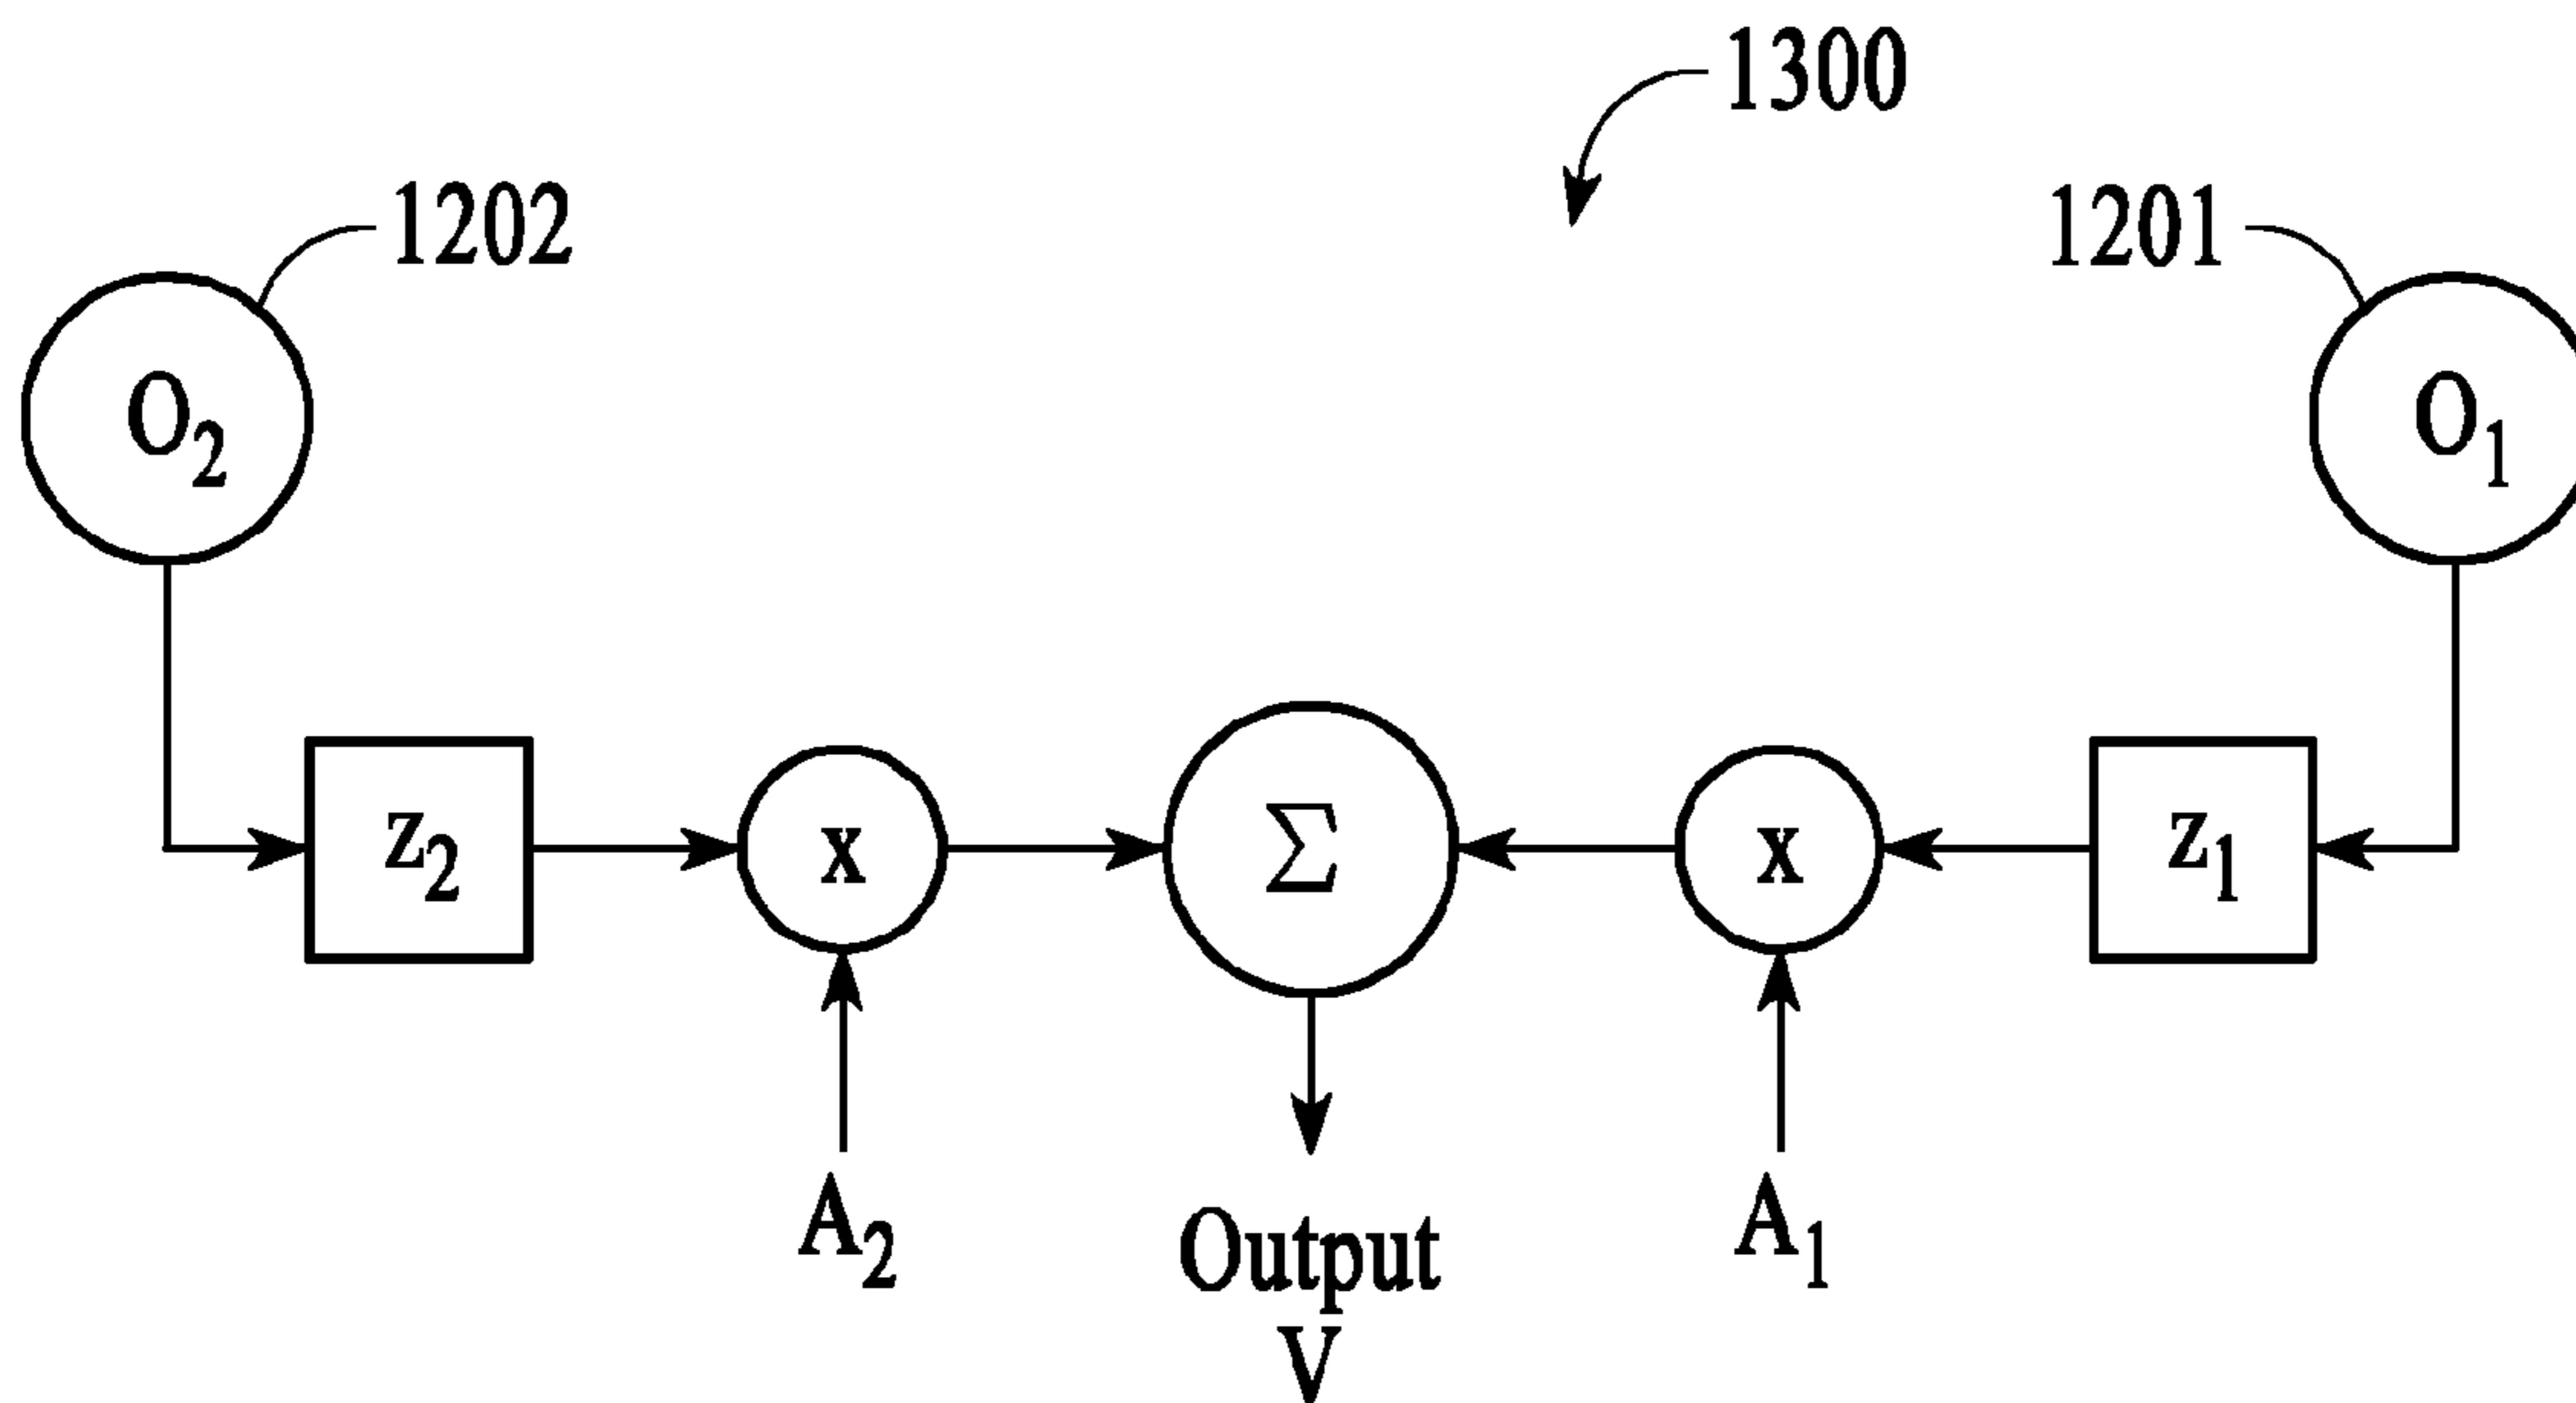 1300
1202
1201
O₂
O₁
z₂
x
Σ
x
z₁
A₂
Output
V
A₁